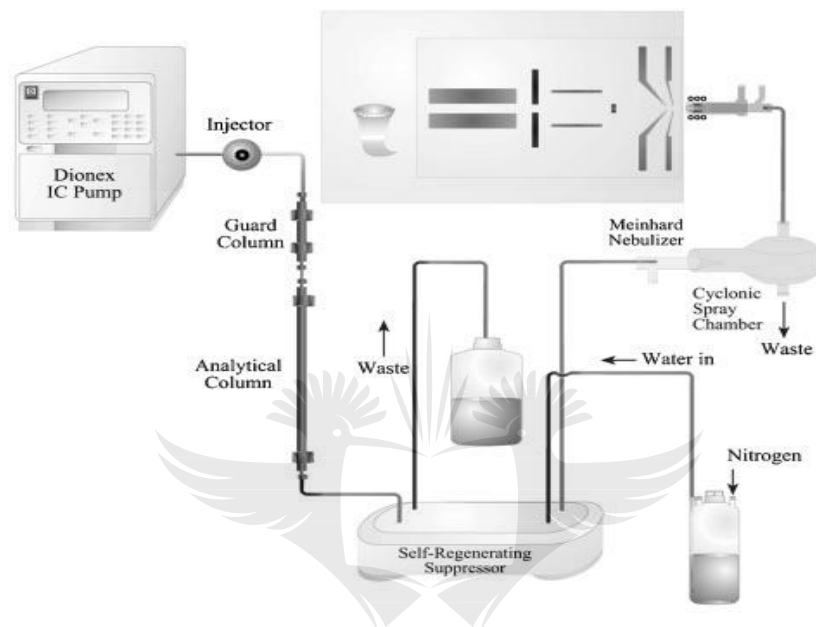 Dionex
IC Pump
Injector
Guard
Column
Analytical
Column
Waste
Meinhard
Nebulizer
Cyclonic
Spray
Chamber
Waste
Water in
Nitrogen
Self-Regenerating
Suppressor